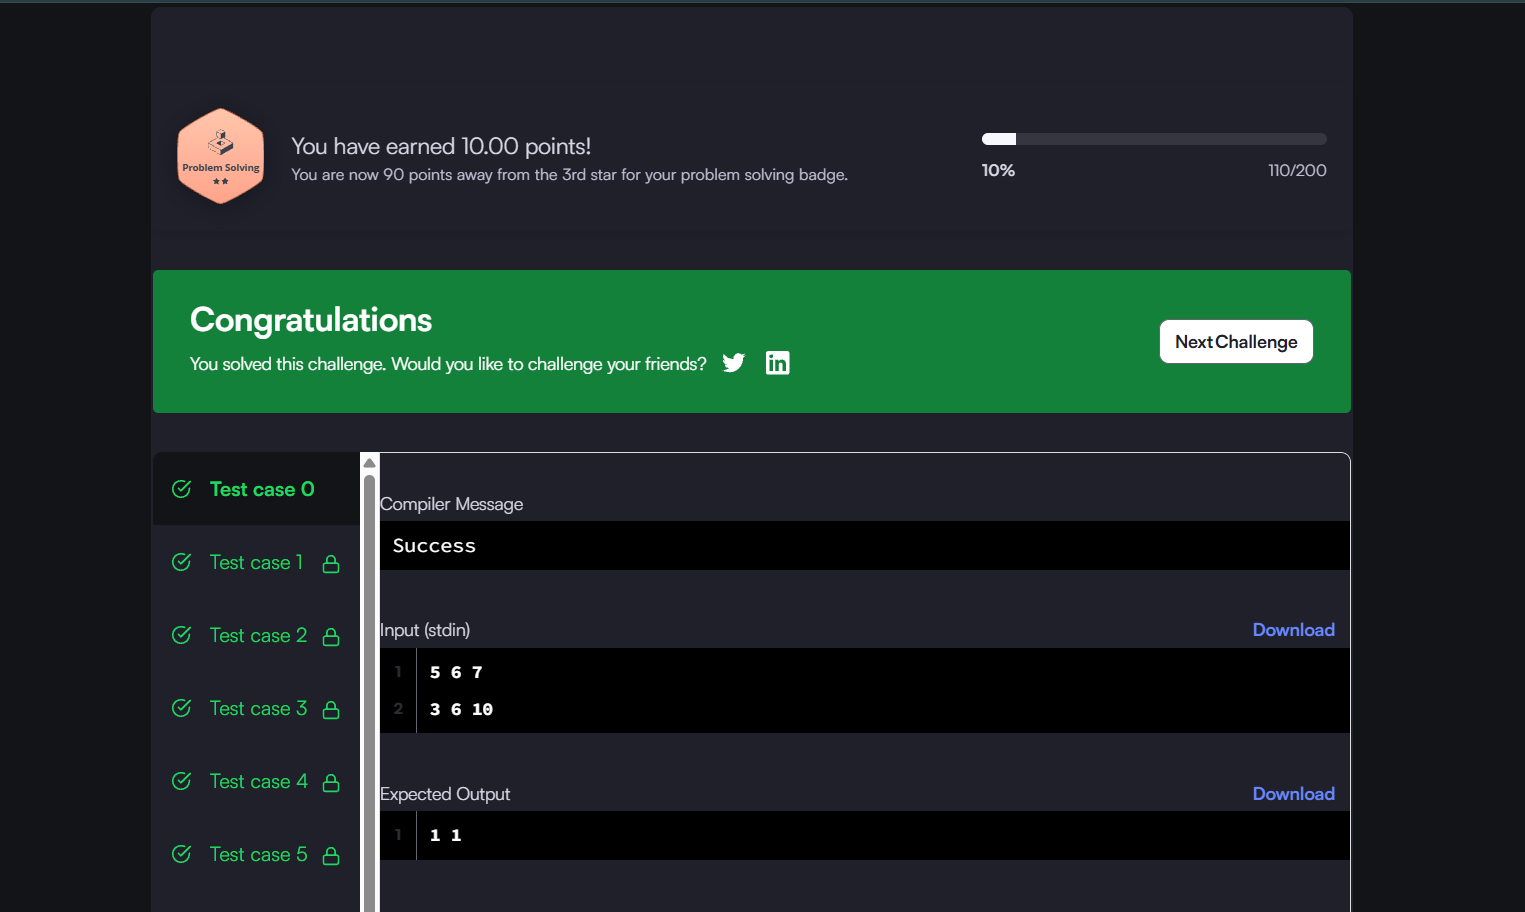 Problem Solving
You have earned 10.00 points!
You are now 90 points away from the 3rd star for your problem solving badge.
10%
110/200
Congratulations
You solved this challenge. Would you like to challenge your friends?
in
Next Challenge
Test case 0
Test case 1
Test case 2
Test case 3
Test case 4
Test case 5
Compiler Message
Success
Input (stdin)
Download
1 5 6 7
2 3 6 10
Expected Output
Download
1 1 1